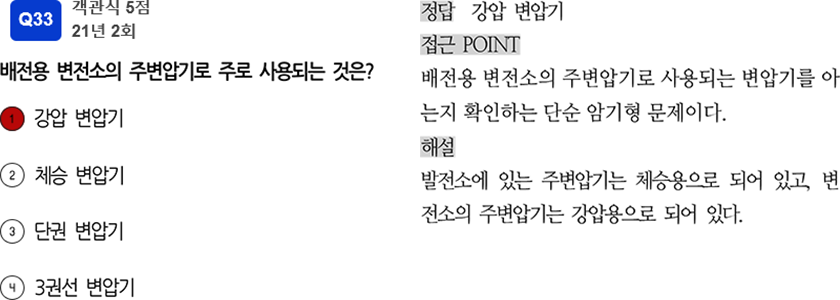 Q33
객관식 5점
21년 2회
배전용 변전소의 주변압기로 주로 사용되는 것은?
1 강압 변압기
2 체승 변압기
3 단권 변압기
4 3권선 변압기
정답 강압 변압기
접근 POINT
배전용 변전소의 주변압기로 사용되는 변압기를 아
는지 확인하는 단순 암기형 문제이다.
해설
발전소에 있는 주변압기는 체승용으로 되어 있고, 변
전소의 주변압기는 강압용으로 되어 있다.